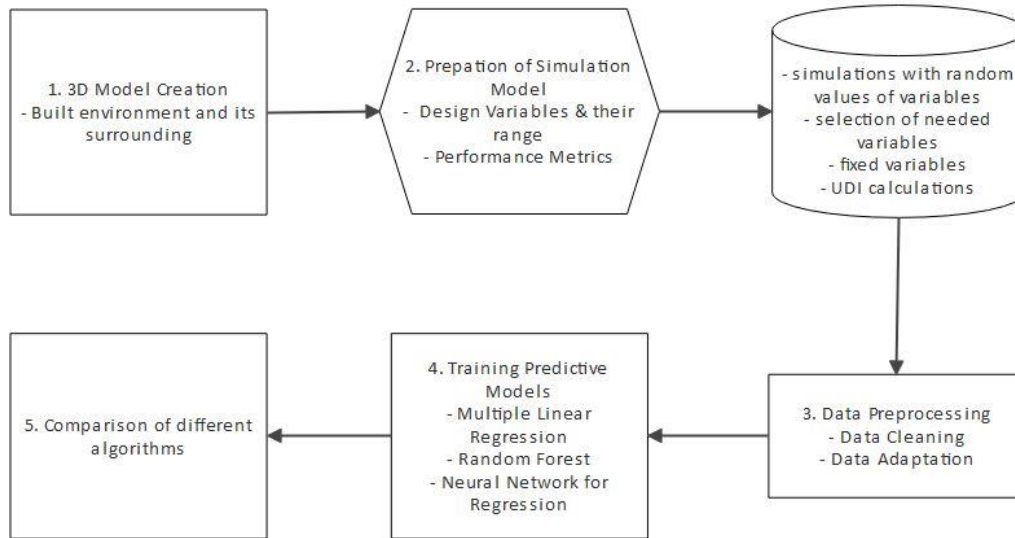 1. 3D Model Creation
- Built environment and its
surrounding
2. Prepation of Simulation
Model
- Design Variables & their
range
- Performance Metrics
- simulations with random
values of variables
- selection of needed
variables
- fixed variables
- UDI calculations
3. Data Preprocessing
- Data Cleaning
- Data Adaptation
4. Training Predictive
Models
- Multiple Linear
Regression
- Random Forest
- Neural Network for
Regression
5. Comparison of different
algorithms